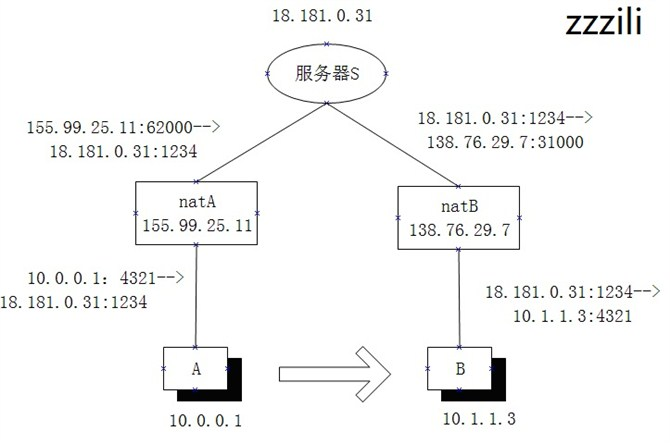 zzzili
18.181.0.31
服务器S
155.99.25.11:62000-->
18.181.0.31:1234
18.181.0.31:1234-->
138.76.29.7:31000
natA
155.99.25.11
natB
138.76.29.7
10.0.0.1：4321-->
18.181.0.31:1234
18.181.0.31:1234-->
10.1.1.3:4321
A
B
10.0.0.1
10.1.1.3